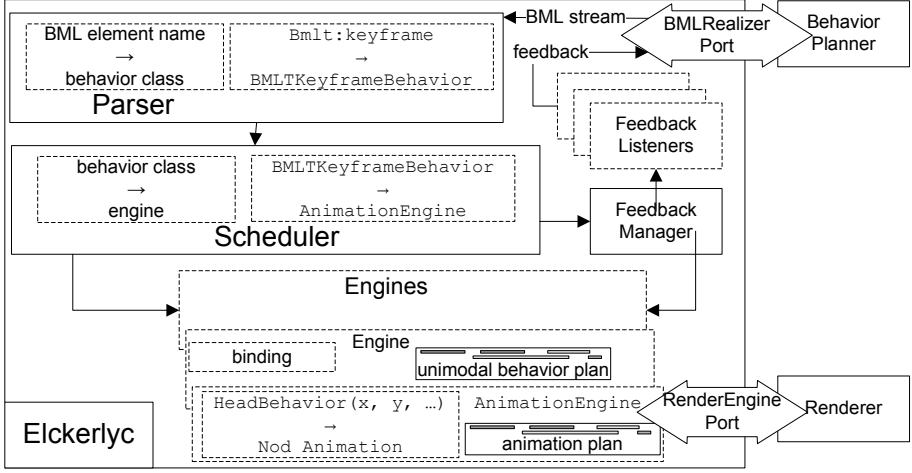 BML stream
BMLRealizer
Port
Behavior
Planner
feedback
BML element name
→
behavior class
Bmlt:keyframe
→
BMLTKeyframeBehavior
Parser
Feedback
Listeners
behavior class
→
engine
BMLTKeyframeBehavior
→
AnimationEngine
Scheduler
Feedback
Manager
Engines
Engine
binding
unimodal behavior plan
HeadBehavior(x, y, …)
→
Nod Animation
AnimationEngine
animation plan
RenderEngine
Port
Renderer
Elckerlyc